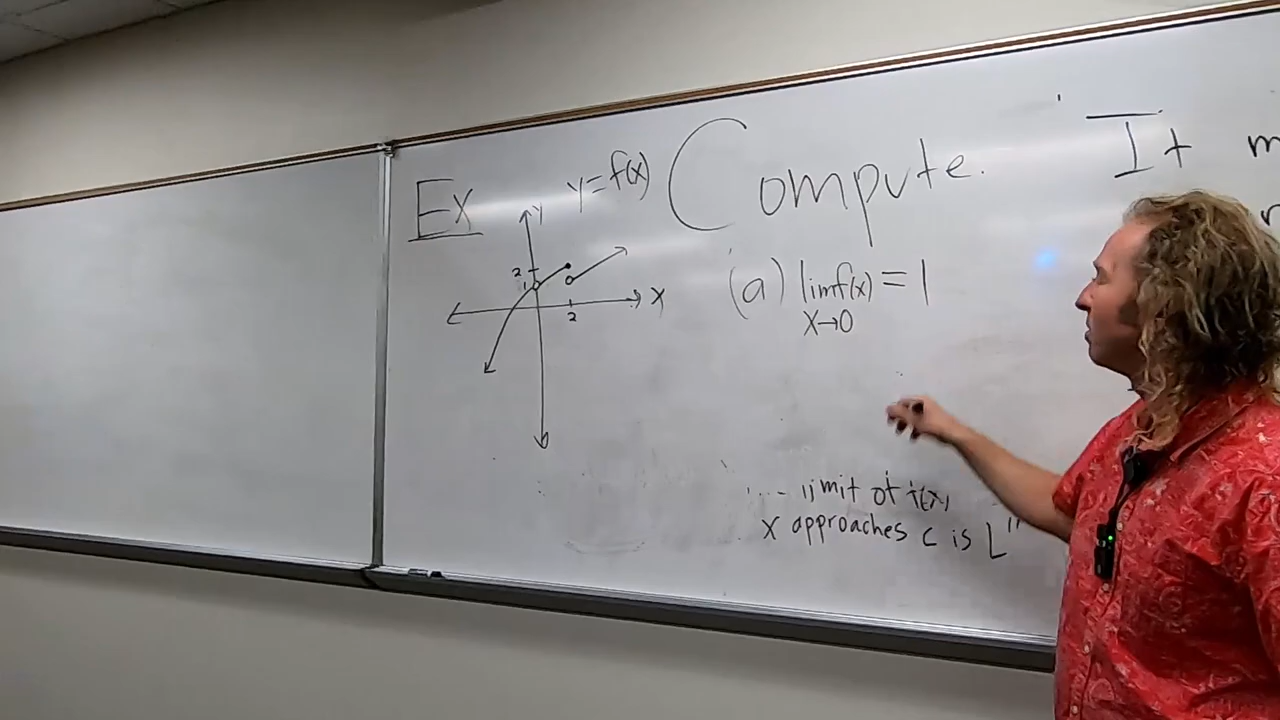 Ex
y=f(x)
Compute.
It m
y
2
1
x
2
(a) lim f(x) = 1
x→0
limit of f(x)
x approaches c is L"